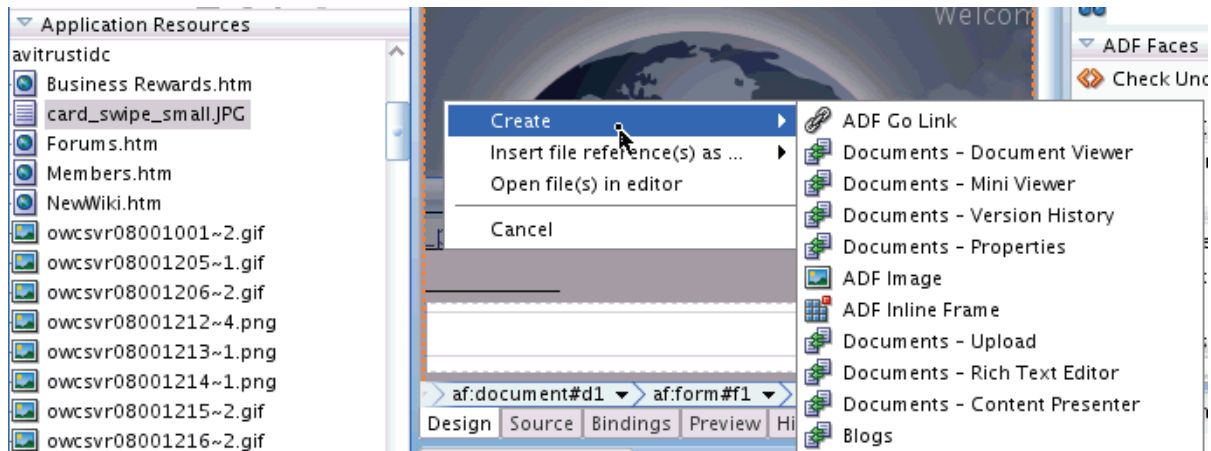 Application Resources
avitrustidc
Business Rewards.htm
card_swipe_small.JPG
Forums.htm
Members.htm
NewWiki.htm
owcsvr08001001~2.gif
owcsvr08001205~1.gif
owcsvr08001206~2.gif
owcsvr08001212~4.png
owcsvr08001213~1.png
owcsvr08001214~1.png
owcsvr08001215~2.gif
owcsvr08001216~2.gif
Welcom
Create
Insert file reference(s) as ...
Open file(s) in editor
Cancel
ADF Go Link
Documents - Document Viewer
Documents - Mini Viewer
Documents - Version History
Documents - Properties
ADF Image
ADF Inline Frame
Documents - Upload
Documents - Rich Text Editor
Documents - Content Presenter
Blogs
af:document#d1
af:form#f1
Design
Source
Bindings
Preview
Hi
ADF Faces
Check Unc